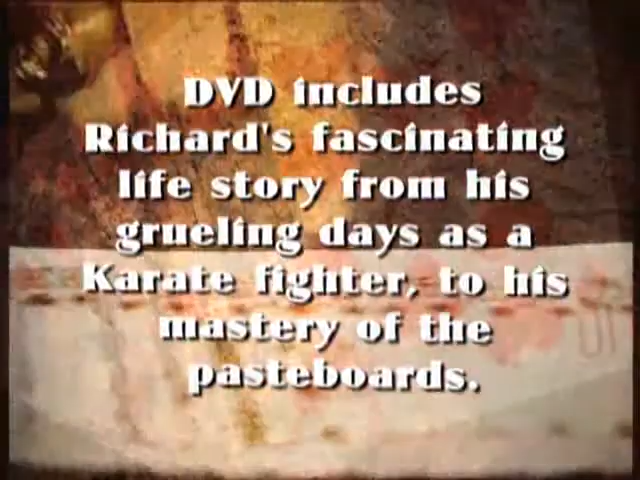 DVD includes
Richard's fascinating
life story from his
grueling days as a
Karate fighter, to his
mastery of the
pasteboards.